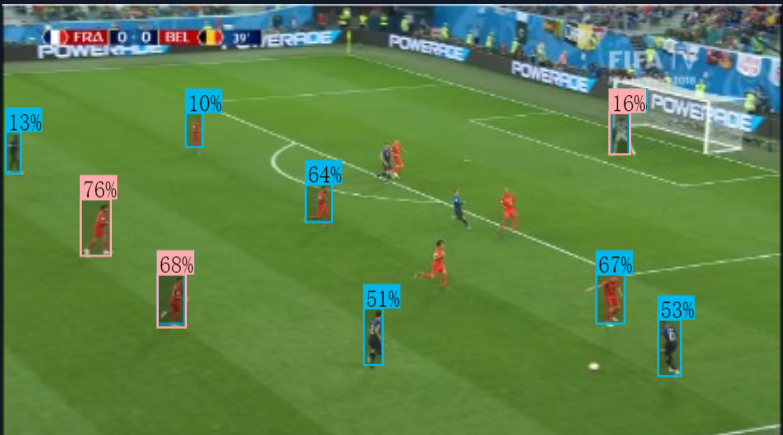 FRA 0 - 0 BEL 39'
POWERADE
POWERADE
POWERADE
POWERADE
POWERADE
FIFA TV
10%
13%
16%
64%
76%
68%
67%
51%
53%